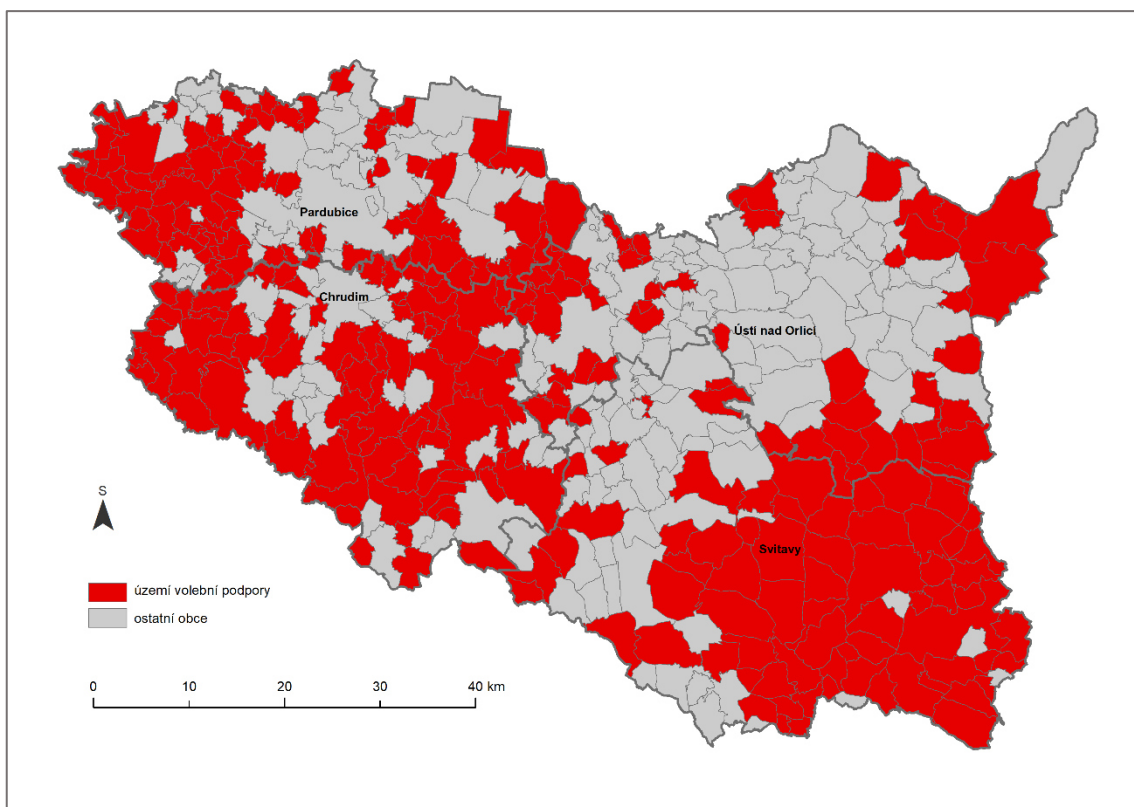 Pardubice
Chrudim
Ústí nad Orlicí
Svitavy
S
území volební podpory
ostatní obce
0 10 20 30 40 km